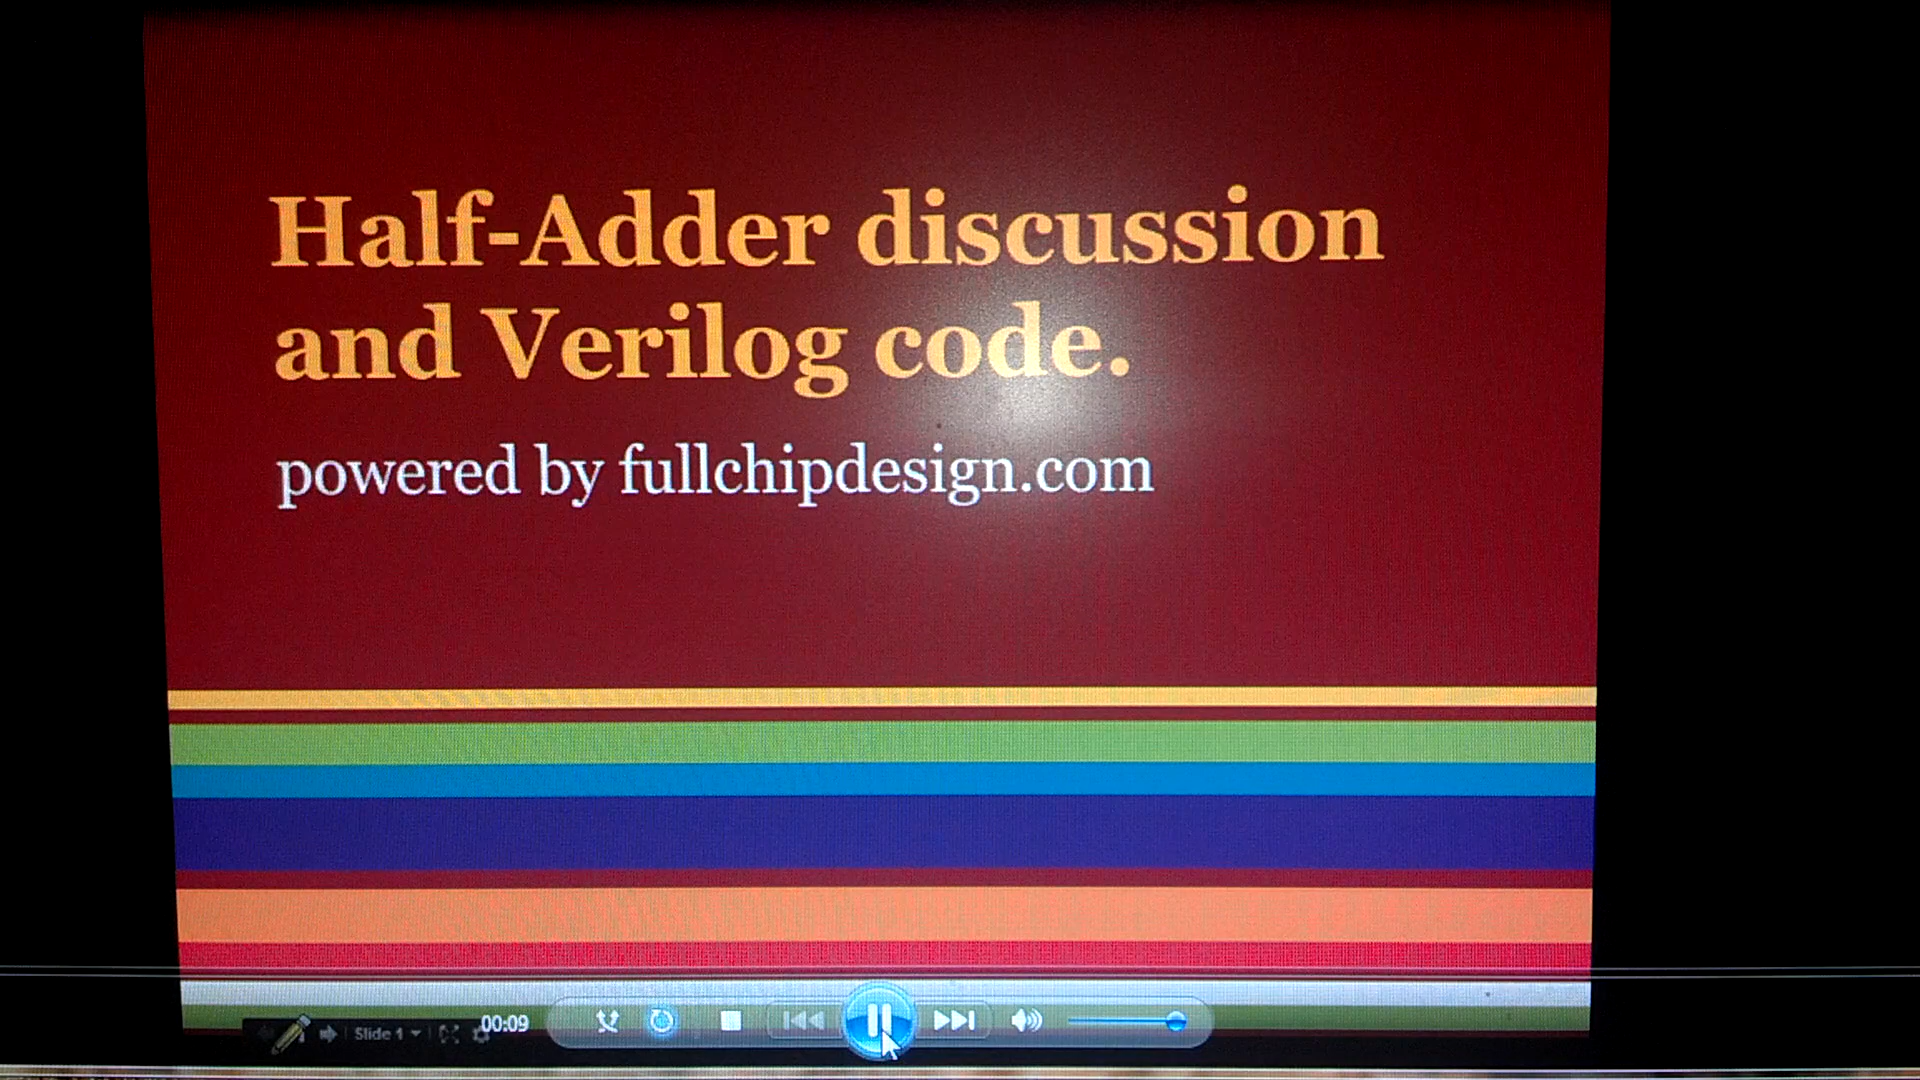 Half-Adder discussion
and Verilog code.
powered by fullchipdesign.com
Slide 1
00:09